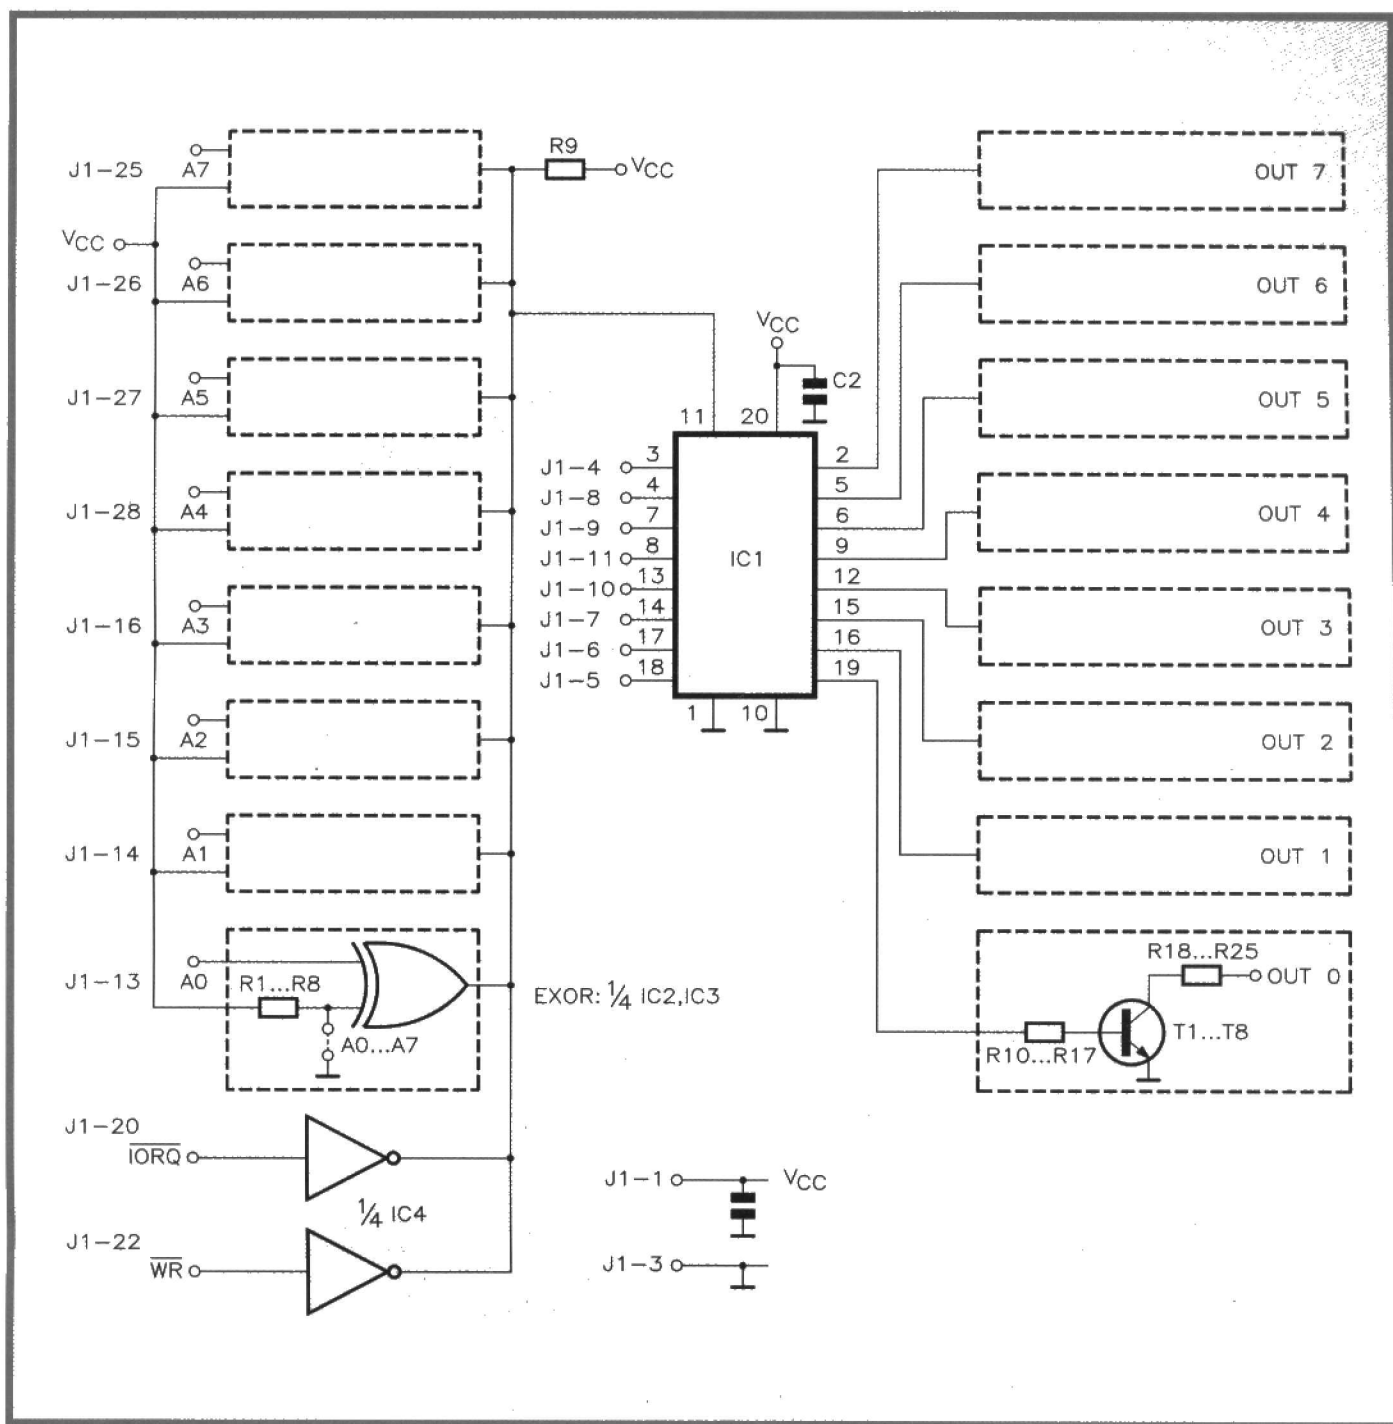 J1-25
A7
R9
VCC
OUT 7
VCC
J1-26
A6
OUT 6
VCC
C2
J1-27
A5
OUT 5
11
20
J1-4
3
2
J1-8
4
5
J1-9
7
6
J1-11
8
9
J1-10
13
12
J1-7
14
15
J1-6
17
16
J1-5
18
19
IC1
1
10
J1-28
A4
OUT 4
J1-16
A3
OUT 3
J1-15
A2
OUT 2
J1-14
A1
OUT 1
J1-13
A0
R1...R8
A0...A7
EXOR: ¼ IC2,IC3
R18...R25
OUT 0
R10...R17
T1...T8
J1-20
I̅O̅R̅Q̅
¼ IC4
J1-22
W̅R̅
J1-1
VCC
J1-3